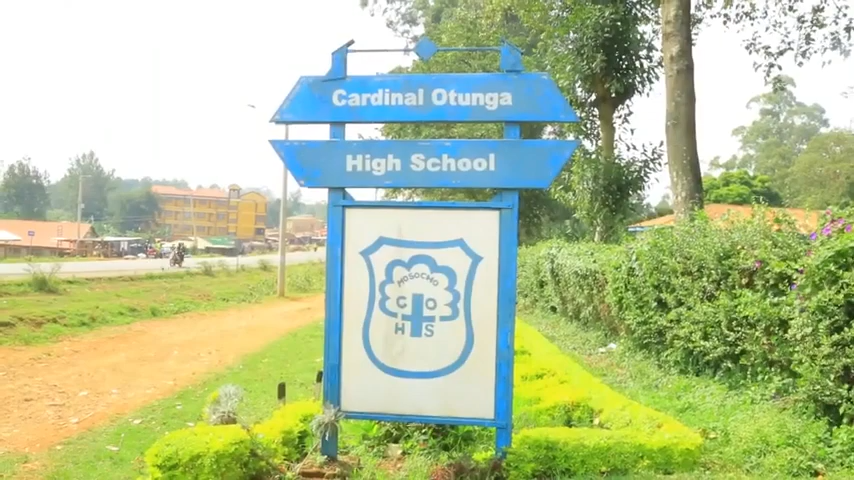 Cardinal Otunga
High School
MOSOCHO
C O
H S